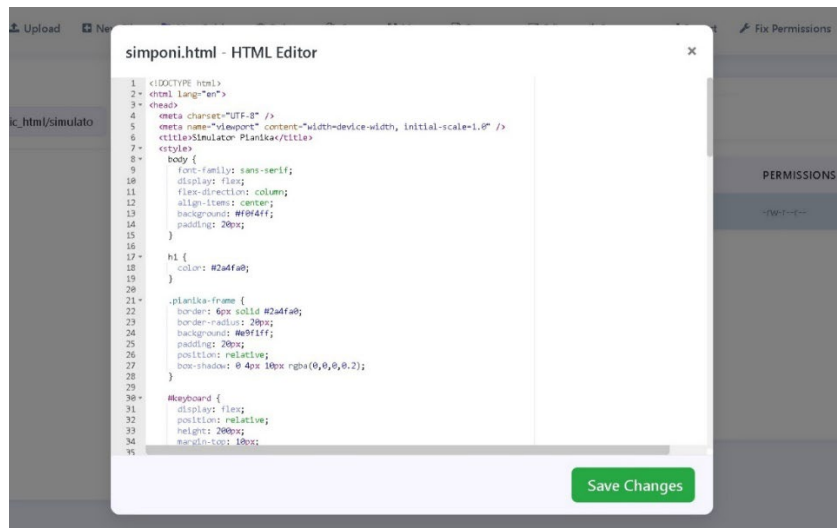 Upload
Fix Permissions
simponi.html - HTML Editor
×
ic_html/simulato
PERMISSIONS
-rw-r--r--
1 <!DOCTYPE html>
2 <html lang="en">
3 <head>
4 <meta charset="UTF-8" />
5 <meta name="viewport" content="width=device-width, initial-scale=1.0" />
6 <title>Simulator Pianika</title>
7 <style>
8 body {
9 font-family: sans-serif;
10 display: flex;
11 flex-direction: column;
12 align-items: center;
13 background: #f0f4ff;
14 padding: 20px;
15 }
16
17 h1 {
18 color: #2a4fa0;
19 }
20
21 .pianika-frame {
22 border: 6px solid #2a4fa0;
23 border-radius: 20px;
24 background: #e9f1ff;
25 padding: 20px;
26 position: relative;
27 box-shadow: 0 4px 10px rgba(0,0,0,0.2);
28 }
29
30 #keyboard {
31 display: flex;
32 position: relative;
33 height: 200px;
34 margin-top: 10px;
35
Save Changes